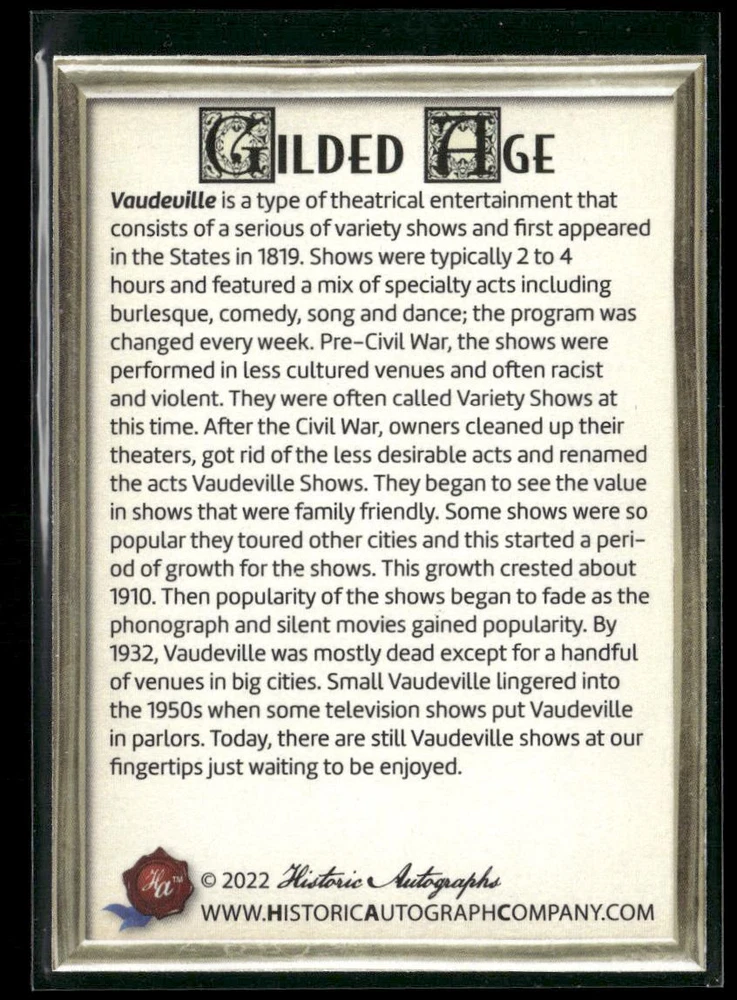 GILDED AGE
Vaudeville is a type of theatrical entertainment that
consists of a serious of variety shows and first appeared
in the States in 1819. Shows were typically 2 to 4
hours and featured a mix of specialty acts including
burlesque, comedy, song and dance; the program was
changed every week. Pre-Civil War, the shows were
performed in less cultured venues and often racist
and violent. They were often called Variety Shows at
this time. After the Civil War, owners cleaned up their
theaters, got rid of the less desirable acts and renamed
the acts Vaudeville Shows. They began to see the value
in shows that were family friendly. Some shows were so
popular they toured other cities and this started a peri-
od of growth for the shows. This growth crested about
1910. Then popularity of the shows began to fade as the
phonograph and silent movies gained popularity. By
1932, Vaudeville was mostly dead except for a handful
of venues in big cities. Small Vaudeville lingered into
the 1950s when some television shows put Vaudeville
in parlors. Today, there are still Vaudeville shows at our
fingertips just waiting to be enjoyed.
Ha™
© 2022 Historic Autographs
WWW.HISTORICAUTOGRAPHCOMPANY.COM